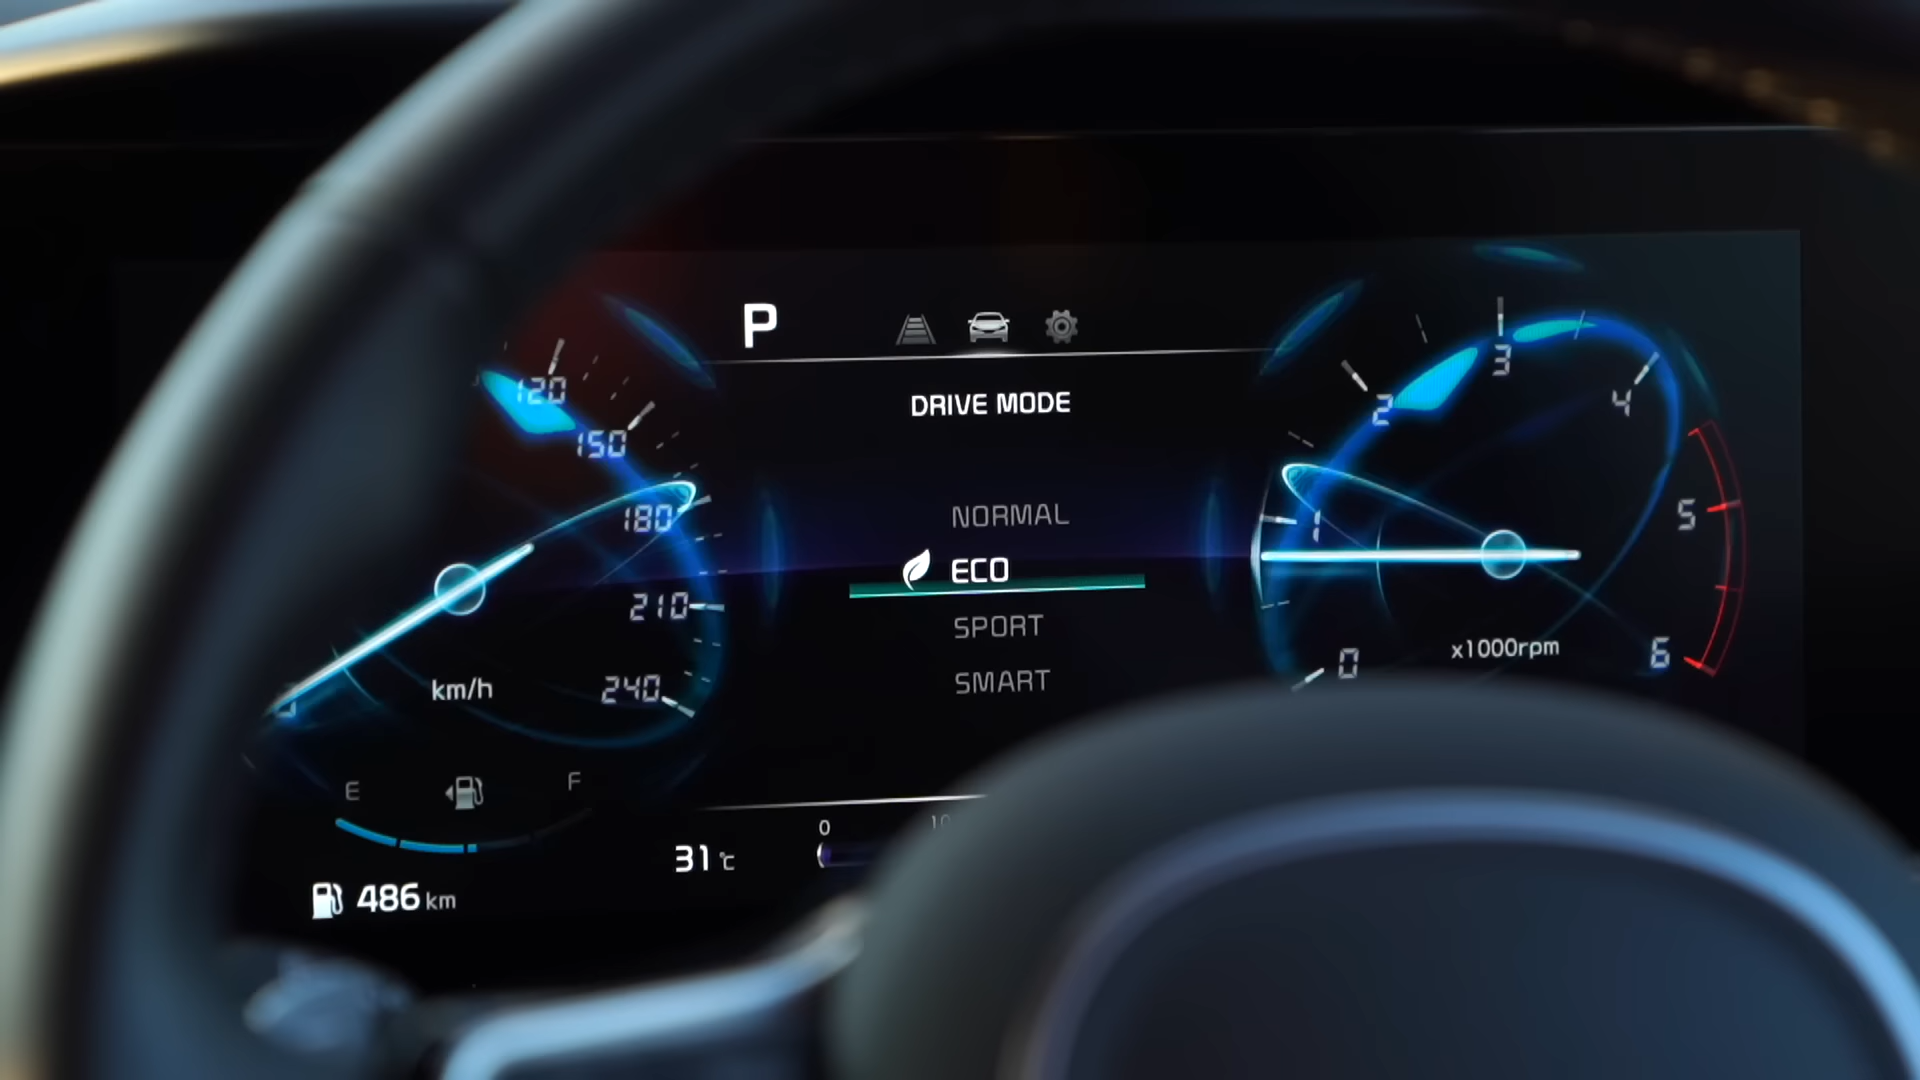 P
DRIVE MODE
NORMAL
ECO
SPORT
SMART
120
150
180
210
240
km/h
0
1
2
3
4
5
6
x1000rpm
E
F
486 km
31 ℃
0